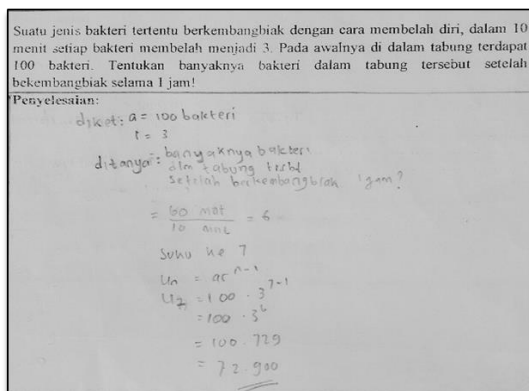 Suatu jenis bakteri tertentu berkembangbiak dengan cara membelah diri, dalam 10
menit setiap bakteri membelah menjadi 3. Pada awalnya di dalam tabung terdapat
100 bakteri. Tentukan banyaknya bakteri dalam tabung tersebut setelah
bekembangbiak selama 1 jam!
Penyelesaian:
diket: a = 100 bakteri
r = 3
ditanya: banyaknya bakteri
dlm tabung trsbt
setelah berkembangbiak 1 jam?
= 60 mnt / 10 mnt = 6
suku ke 7
Un = ar^n-1
U7 = 100 . 3^7-1
= 100 . 3^6
= 100 . 729
= 72.900